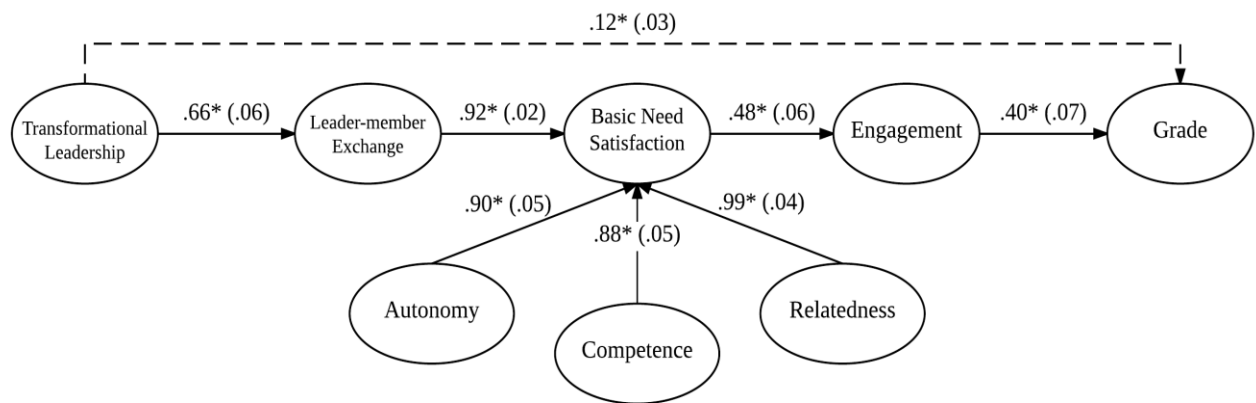 .12* (.03)
.66* (.06)
.92* (.02)
.48* (.06)
.40* (.07)
Transformational
Leadership
Leader-member
Exchange
Basic Need
Satisfaction
Engagement
Grade
.90* (.05)
.88* (.05)
.99* (.04)
Autonomy
Competence
Relatedness